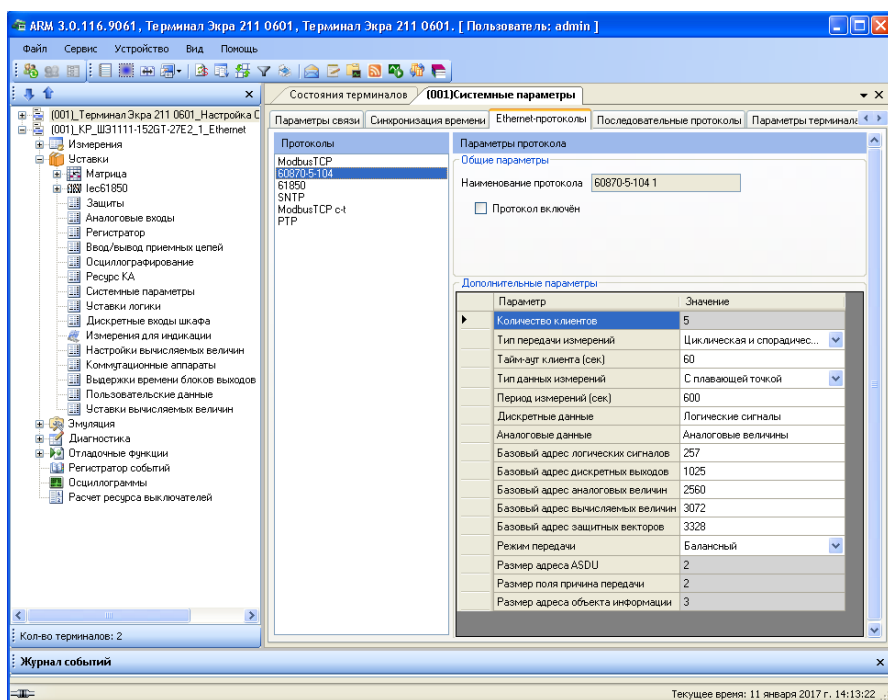 ARM 3.0.116.9061, Терминал Экра 211 0601, Терминал Экра 211 0601. [ Пользователь: admin ]
Файл Сервис Устройство Вид Помощь
Состояния терминалов (001)Системные параметры
(001)_Терминал Экра 211 0601_Настройка С
(001)_КР_ШЭ1111-152GT-27E2_1_Ethernet
Измерения
Уставки
Матрица
Iec61850
Защиты
Аналоговые входы
Регистратор
Ввод/вывод приемных цепей
Осциллографирование
Ресурс КА
Системные параметры
Уставки логики
Дискретные входы шкафа
Измерения для индикации
Настройки вычисляемых величин
Коммутационные аппараты
Выдержки времени блоков выходов
Пользовательские данные
Уставки вычисляемых величин
Эмуляция
Диагностика
Отладочные функции
Регистратор событий
Осциллограммы
Расчет ресурса выключателей
Кол-во терминалов: 2
Параметры связи Синхронизация времени Ethernet-протоколы Последовательные протоколы Параметры терминала
Протоколы
ModbusTCP
60870-5-104
61850
SNTP
ModbusTCP c-t
PTP
Параметры протокола
Общие параметры
Наименование протокола 60870-5-104 1
Протокол включён
Дополнительные параметры
Параметр Значение
Количество клиентов 5
Тип передачи измерений Циклическая и спорадичес...
Тайм-аут клиента (сек) 60
Тип данных измерений С плавающей точкой
Период измерений (сек) 600
Дискретные данные Логические сигналы
Аналоговые данные Аналоговые величины
Базовый адрес логических сигналов 257
Базовый адрес дискретных выходов 1025
Базовый адрес аналоговых величин 2560
Базовый адрес вычисляемых величин 3072
Базовый адрес защитных векторов 3328
Режим передачи Балансный
Размер адреса ASDU 2
Размер поля причина передачи 2
Размер адреса объекта информации 3
Журнал событий
Текущее время: 11 января 2017 г. 14:13:22